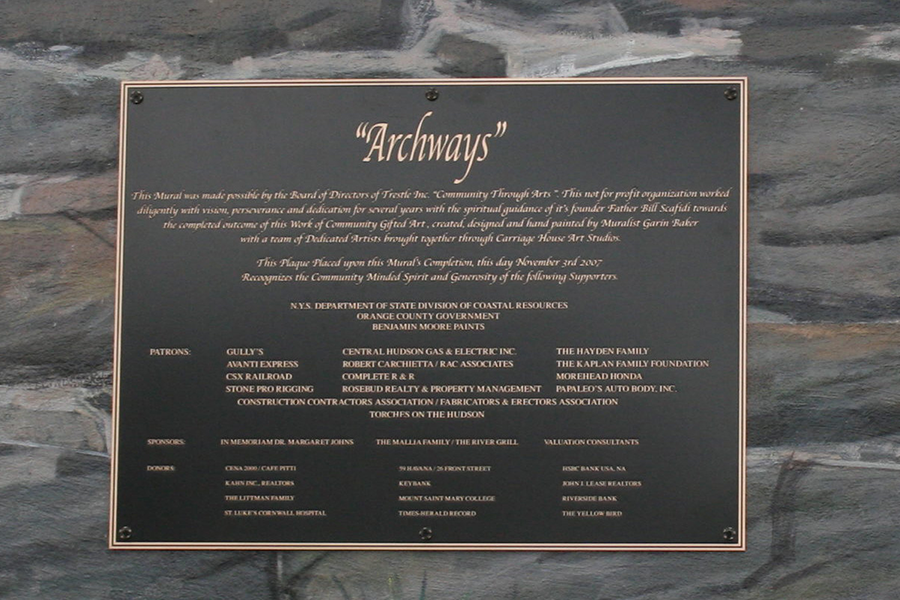 "Archways"
This Mural was made possible by the Board of Directors of Trestle Inc. "Community Through Arts ". This not for profit organization worked
diligently with vision, perseverance and dedication for several years with the spiritual guidance of it's founder Father Bill Scafidi towards
the completed outcome of this Work of Community Gifted Art , created, designed and hand painted by Muralist Garin Baker
with a team of Dedicated Artists brought together through Carriage House Art Studios.
This Plaque Placed upon this Mural's Completion, this day November 3rd 2007
Recognizes the Community Minded Spirit and Generosity of the following Supporters.
N.Y.S. DEPARTMENT OF STATE DIVISION OF COASTAL RESOURCES
ORANGE COUNTY GOVERNMENT
BENJAMIN MOORE PAINTS
PATRONS: GULLY'S CENTRAL HUDSON GAS & ELECTRIC INC. THE HAYDEN FAMILY
AVANTI EXPRESS ROBERT CARCHIETTA / RAC ASSOCIATES THE KAPLAN FAMILY FOUNDATION
CSX RAILROAD COMPLETE R & R MOREHEAD HONDA
STONE PRO RIGGING ROSEBUD REALTY & PROPERTY MANAGEMENT PAPALEO'S AUTO BODY, INC.
CONSTRUCTION CONTRACTORS ASSOCIATION / FABRICATORS & ERECTORS ASSOCIATION
TORCHES ON THE HUDSON
SPONSORS: IN MEMORIAM DR. MARGARET JOHNS THE MALLIA FAMILY / THE RIVER GRILL VALUATION CONSULTANTS
DONORS: CENA 2000 / CAFE PITTI HAVANA / 26 FRONT STREET HSBC BANK USA, NA
KAHN INC., REALTORS KEYBANK JOHN J. LEASE REALTORS
THE LITTMAN FAMILY MOUNT SAINT MARY COLLEGE RIVERSIDE BANK
ST. LUKE'S CORNWALL HOSPITAL TIMES-HERALD RECORD THE YELLOW BIRD